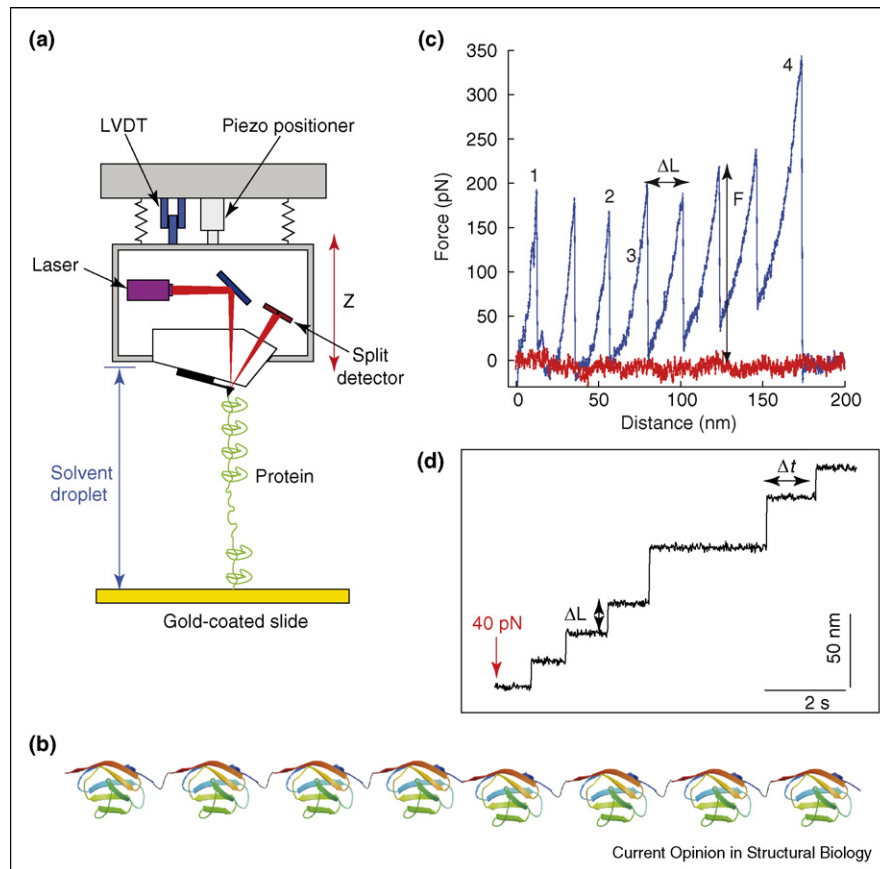 (a)
LVDT
Piezo positioner
Laser
Z
Split
detector
Solvent
droplet
Protein
Gold-coated slide
(c)
350
300
250
200
150
100
50
0
Force (pN)
1
2
3
4
ΔL
F
0
50
100
150
200
Distance (nm)
(d)
Δt
ΔL
40 pN
50 nm
2 s
(b)
Current Opinion in Structural Biology